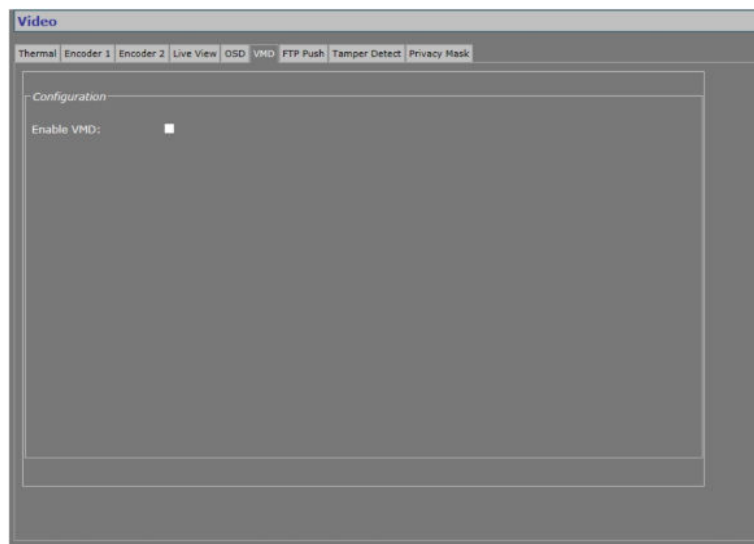 Video
Thermal Encoder 1 Encoder 2 Live View OSD VMD FTP Push Tamper Detect Privacy Mask
Configuration
Enable VMD: